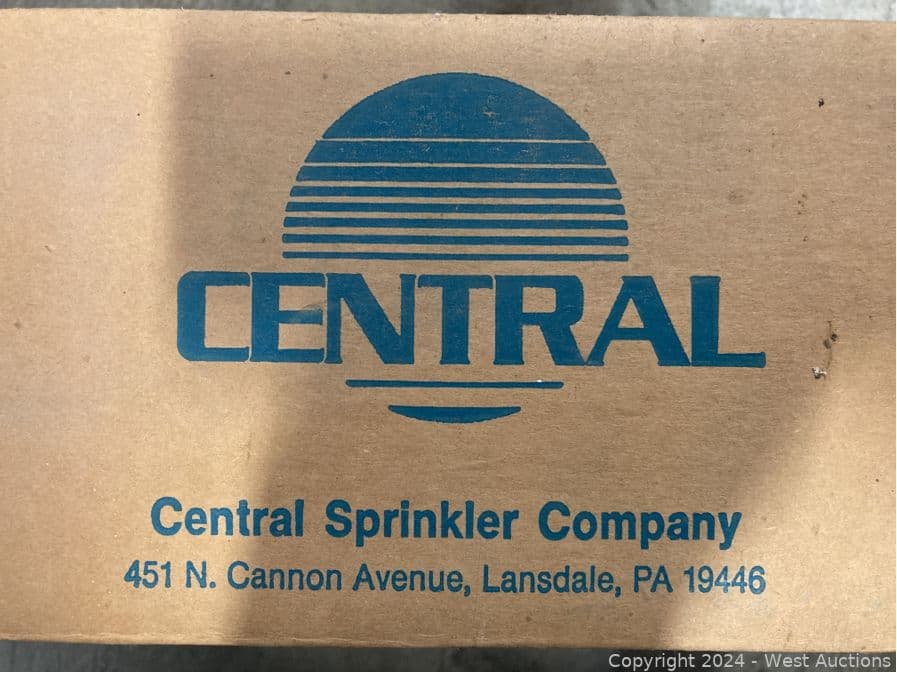 CENTRAL
Central Sprinkler Company
451 N. Cannon Avenue, Lansdale, PA 19446
Copyright 2024 - West Auctions